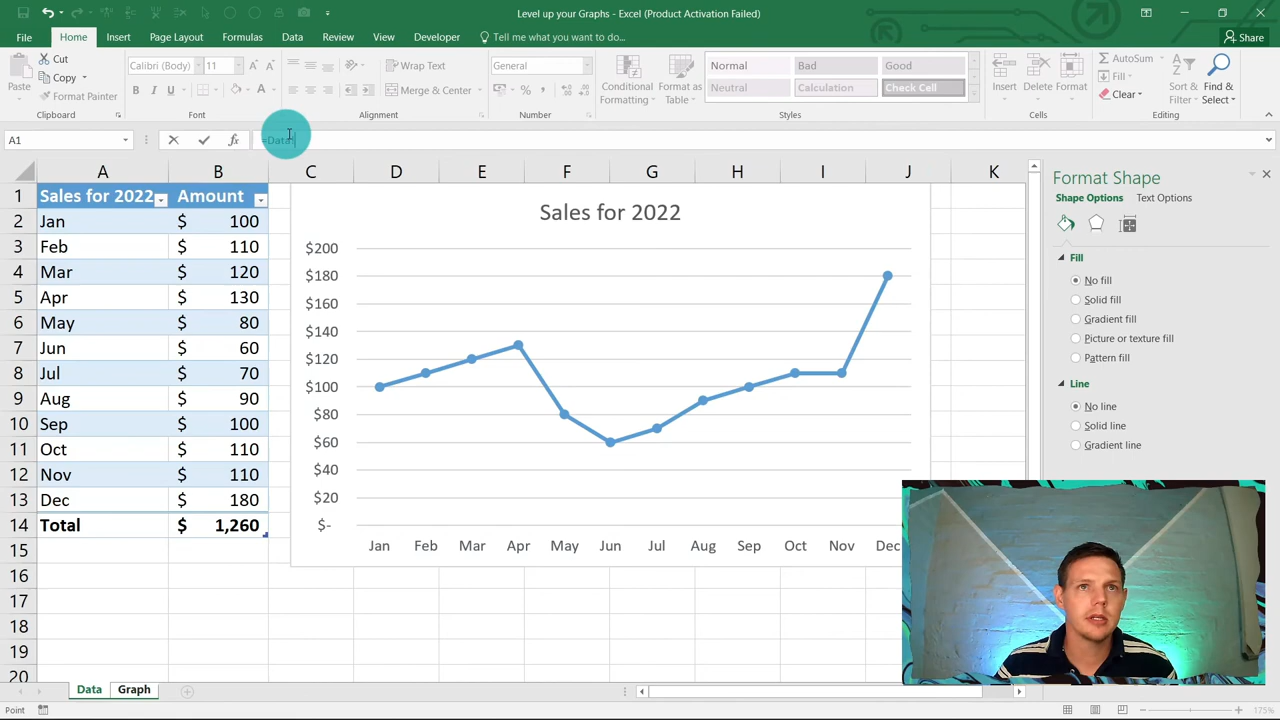 Level up your Graphs - Excel (Product Activation Failed)
File Home Insert Page Layout Formulas Data Review View Developer Tell me what you want to do... Share
Paste
Cut
Copy
Format Painter
Clipboard
Calibri (Body) 11
B I U
Font
Wrap Text
Merge & Center
Alignment
General
$ % ,
Number
Conditional Formatting
Format as Table
Normal Bad Good
Neutral Calculation Check Cell
Styles
Insert Delete Format
Cells
AutoSum
Fill
Clear
Sort & Filter
Find & Select
Editing
A1 fx =Data!
A B C D E F G H I J K
1 Sales for 2022 Amount
2 Jan $ 100
3 Feb $ 110
4 Mar $ 120
5 Apr $ 130
6 May $ 80
7 Jun $ 60
8 Jul $ 70
9 Aug $ 90
10 Sep $ 100
11 Oct $ 110
12 Nov $ 110
13 Dec $ 180
14 Total $ 1,260
15
16
17
18
19
20
Sales for 2022
$200
$180
$160
$140
$120
$100
$80
$60
$40
$20
$-
Jan Feb Mar Apr May Jun Jul Aug Sep Oct Nov Dec
Format Shape
Shape Options Text Options
Fill
No fill
Solid fill
Gradient fill
Picture or texture fill
Pattern fill
Line
No line
Solid line
Gradient line
Data Graph
Point
175%